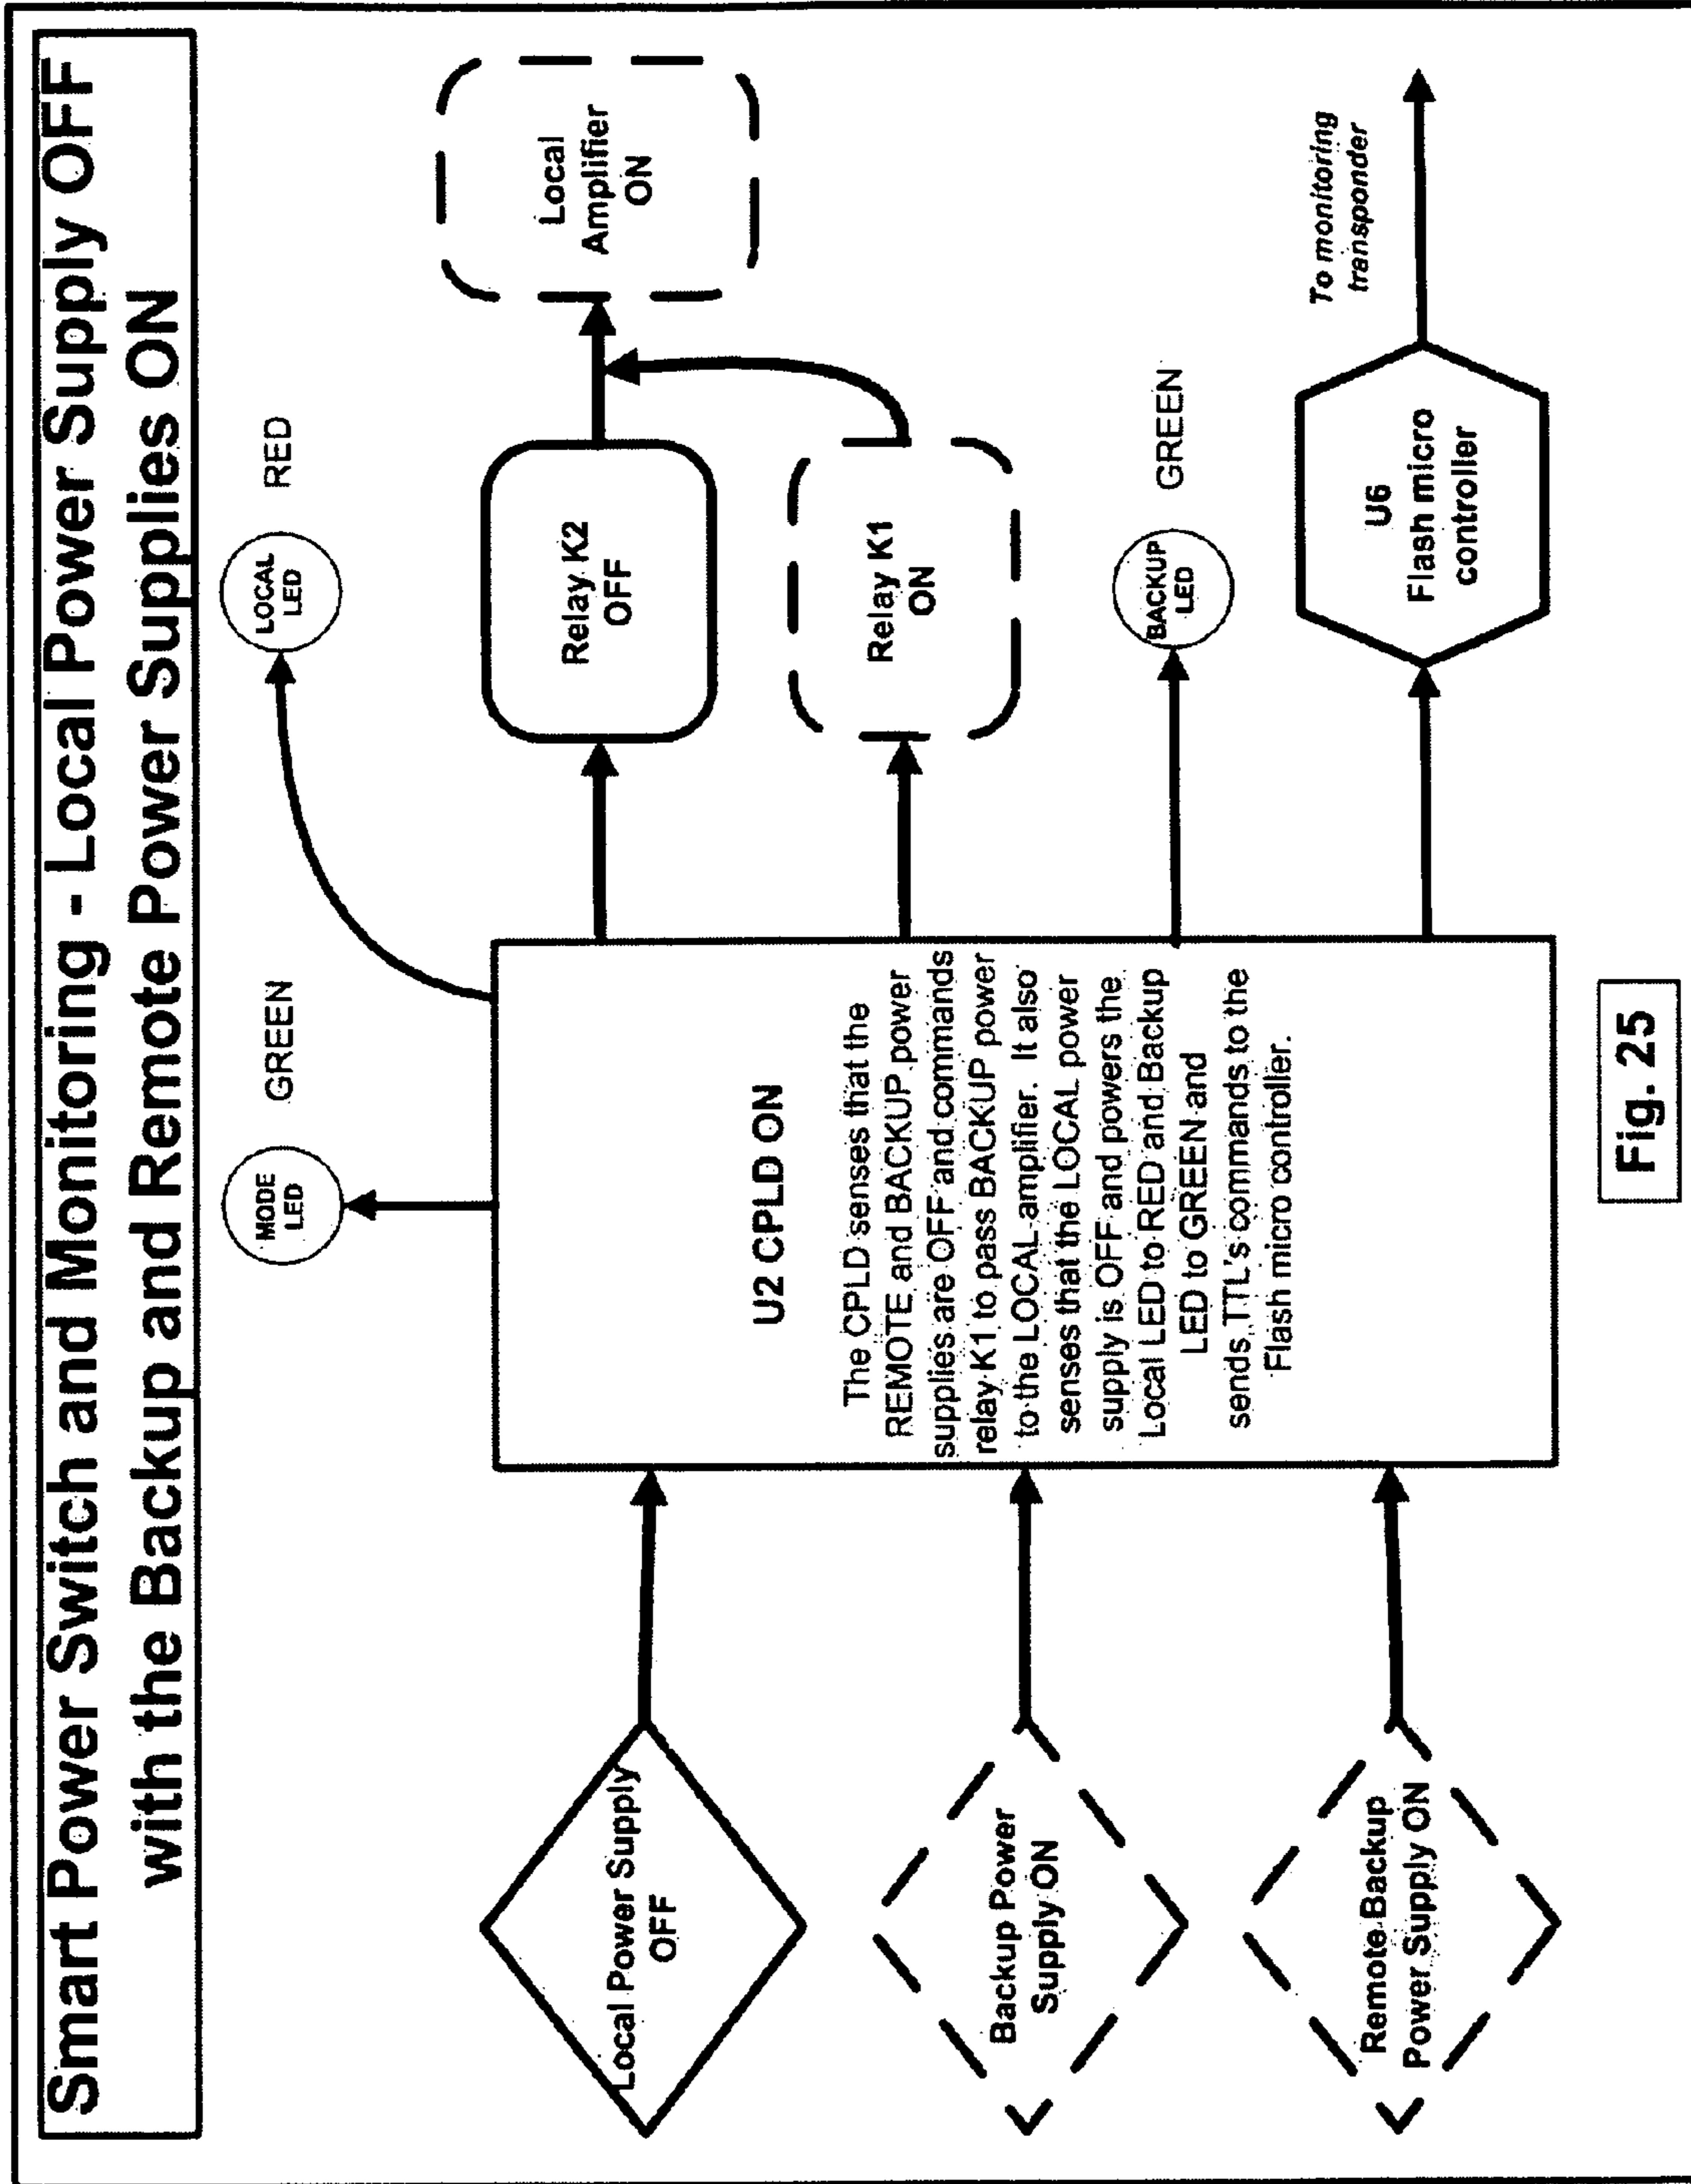 Smart Power Switch and Monitoring - Local Power Supply OFF
with the Backup and Remote Power Supplies ON
MODE
LED
GREEN
LOCAL
LED
RED
Local Power Supply
OFF
Backup Power
Supply ON
Remote Backup
Power Supply ON
U2 CPLD ON
The CPLD senses that the
REMOTE and BACKUP power
supplies are OFF and commands
relay K1 to pass BACKUP power
to the LOCAL amplifier. It also
senses that the LOCAL power
supply is OFF and powers the
Local LED to RED and Backup
LED to GREEN and
sends TTL's commands to the
Flash micro controller.
Relay K2
OFF
Relay K1
ON
Local
Amplifier
ON
BACKUP
LED
GREEN
U6
Flash micro
controller
To monitoring
transponder
Fig. 25